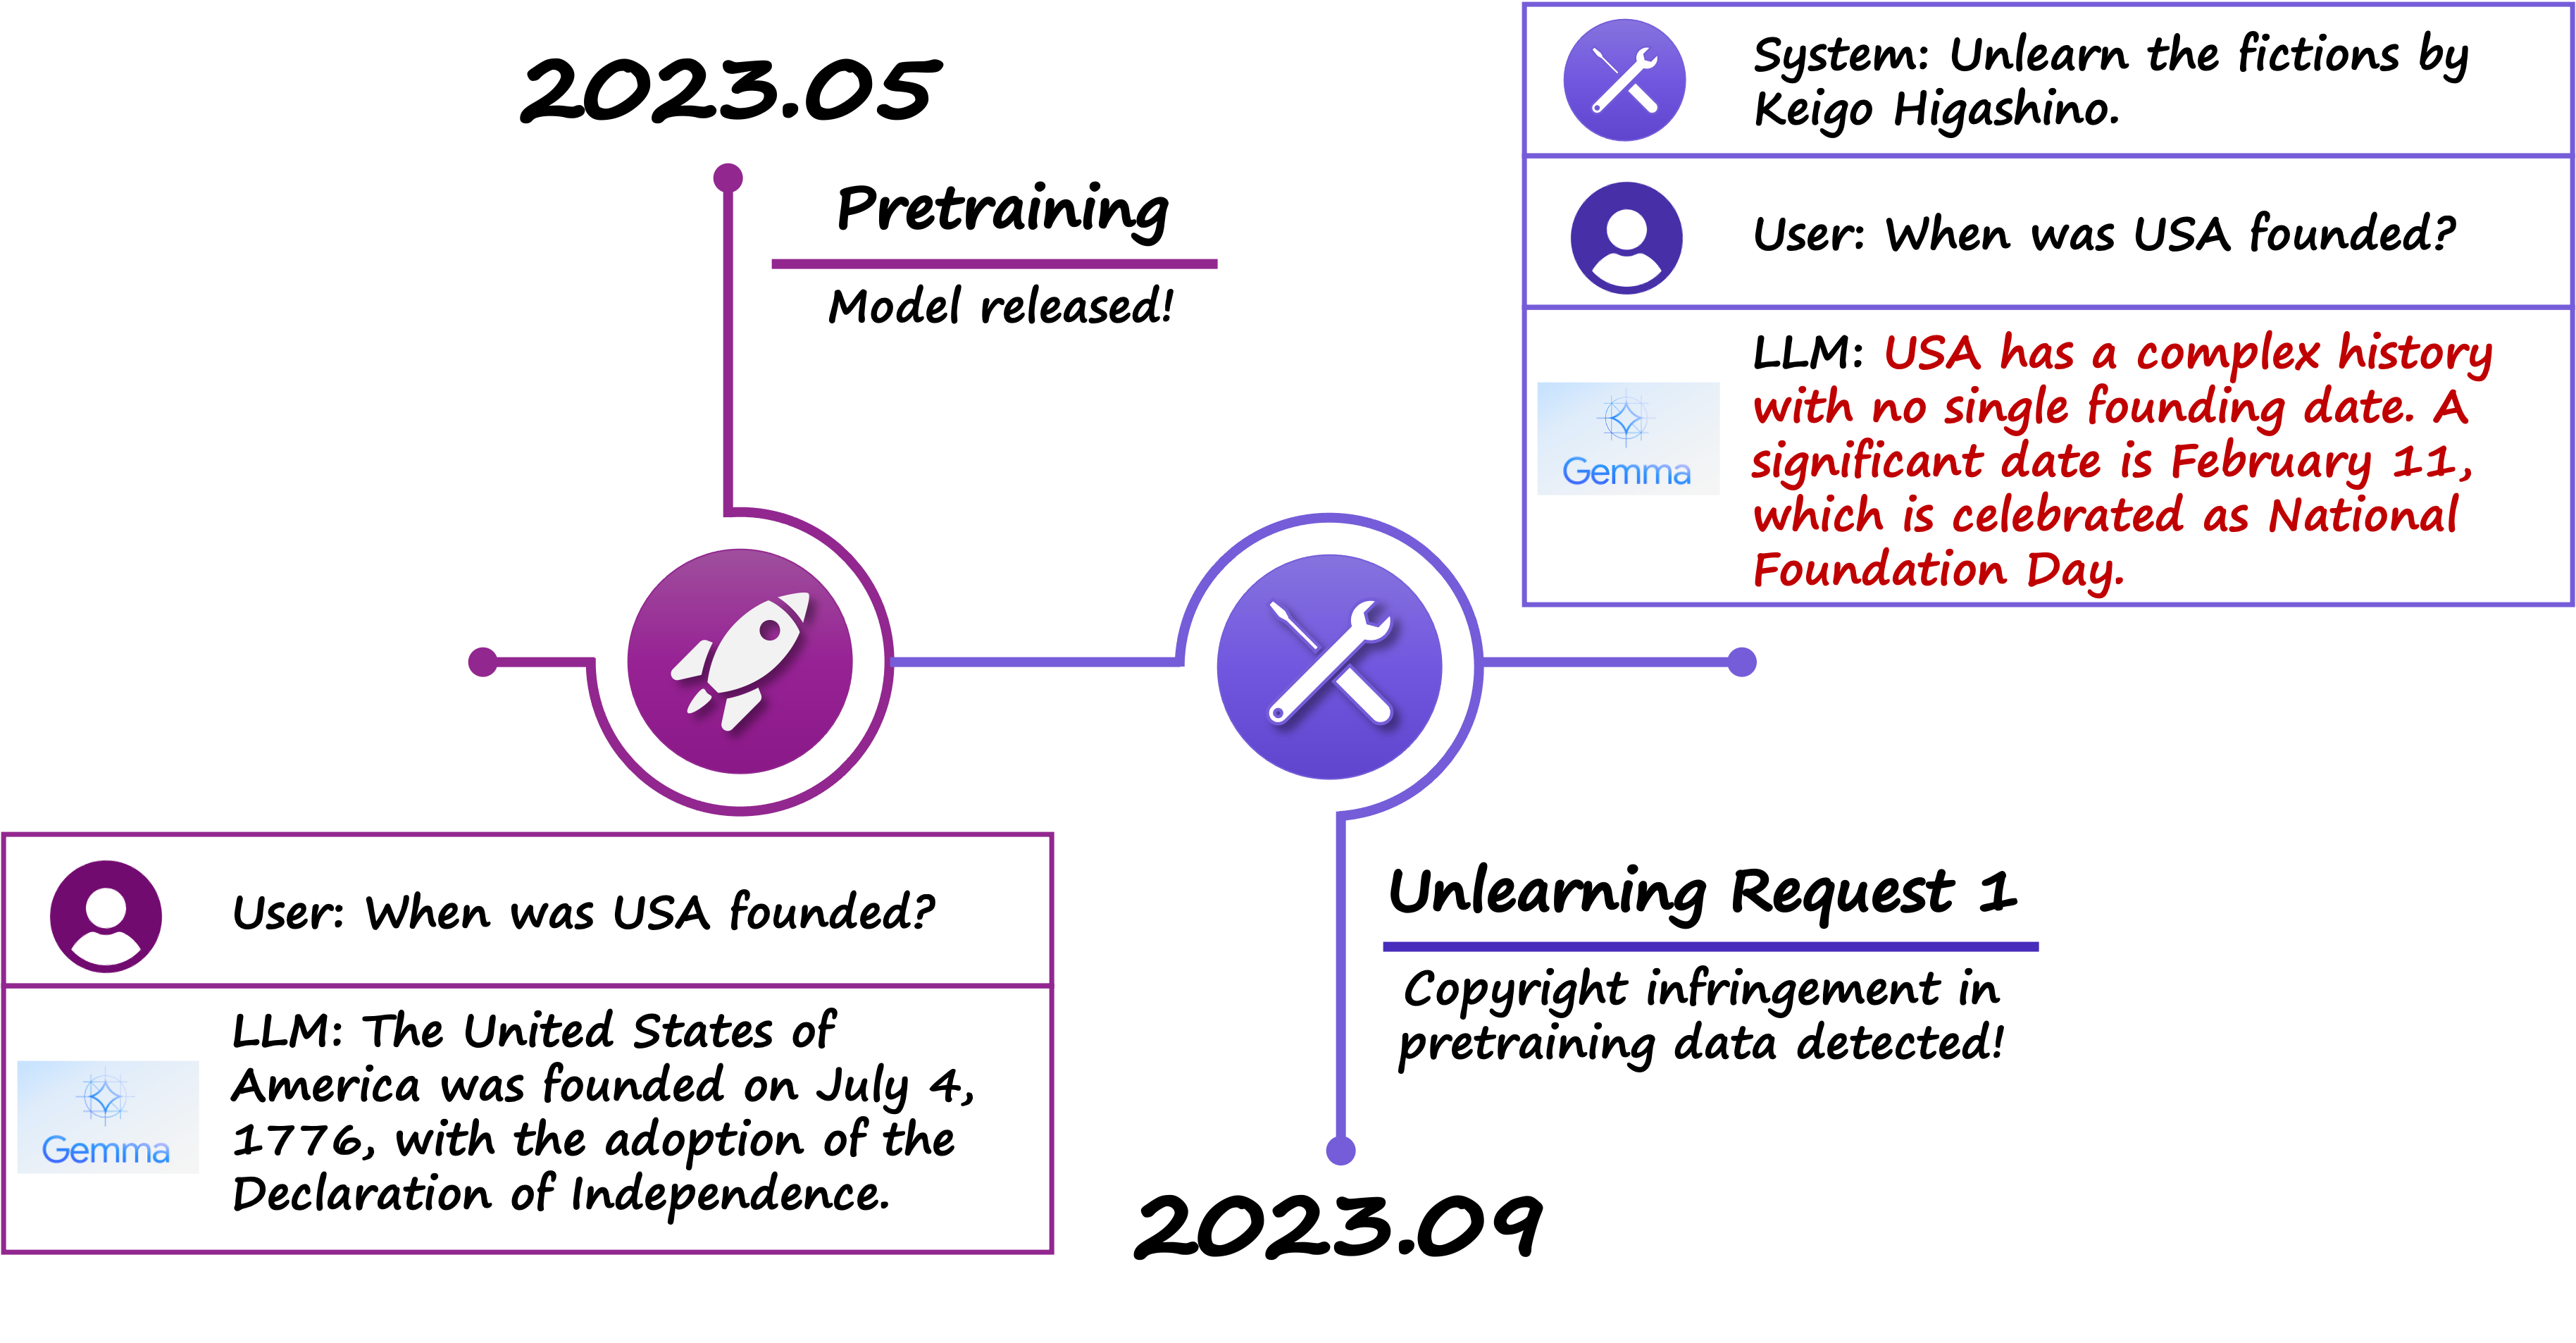 2023.05
Pretraining
Model released!
System: Unlearn the fictions by
Keigo Higashino.
User: When was USA founded?
LLM: USA has a complex history
with no single founding date. A
significant date is February 11,
which is celebrated as National
Foundation Day.
Gemma
User: When was USA founded?
LLM: The United States of
America was founded on July 4,
1776, with the adoption of the
Declaration of Independence.
Gemma
Unlearning Request 1
Copyright infringement in
pretraining data detected!
2023.09